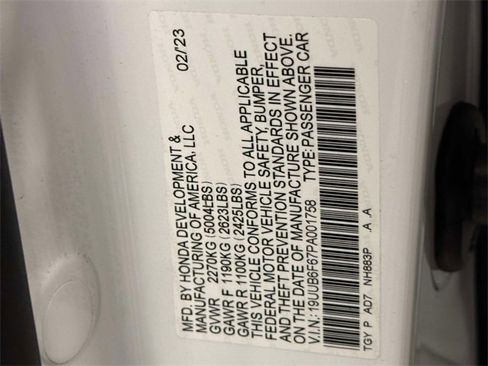 MFD. BY HONDA DEVELOPMENT & 02/'23
MANUFACTURING OF AMERICA, LLC
GVWR 2270KG (5004LBS)
GAWR F 1190KG (2623LBS)
GAWR R 1100KG (2425LBS)
THIS VEHICLE CONFORMS TO ALL APPLICABLE
FEDERAL MOTOR VEHICLE SAFETY, BUMPER,
AND THEFT PREVENTION STANDARDS IN EFFECT
ON THE DATE OF MANUFACTURE SHOWN ABOVE.
V.I.N.: 19UUB6F67PA001758 TYPE: PASSENGER CAR
TGY P AD7 NH883P A A